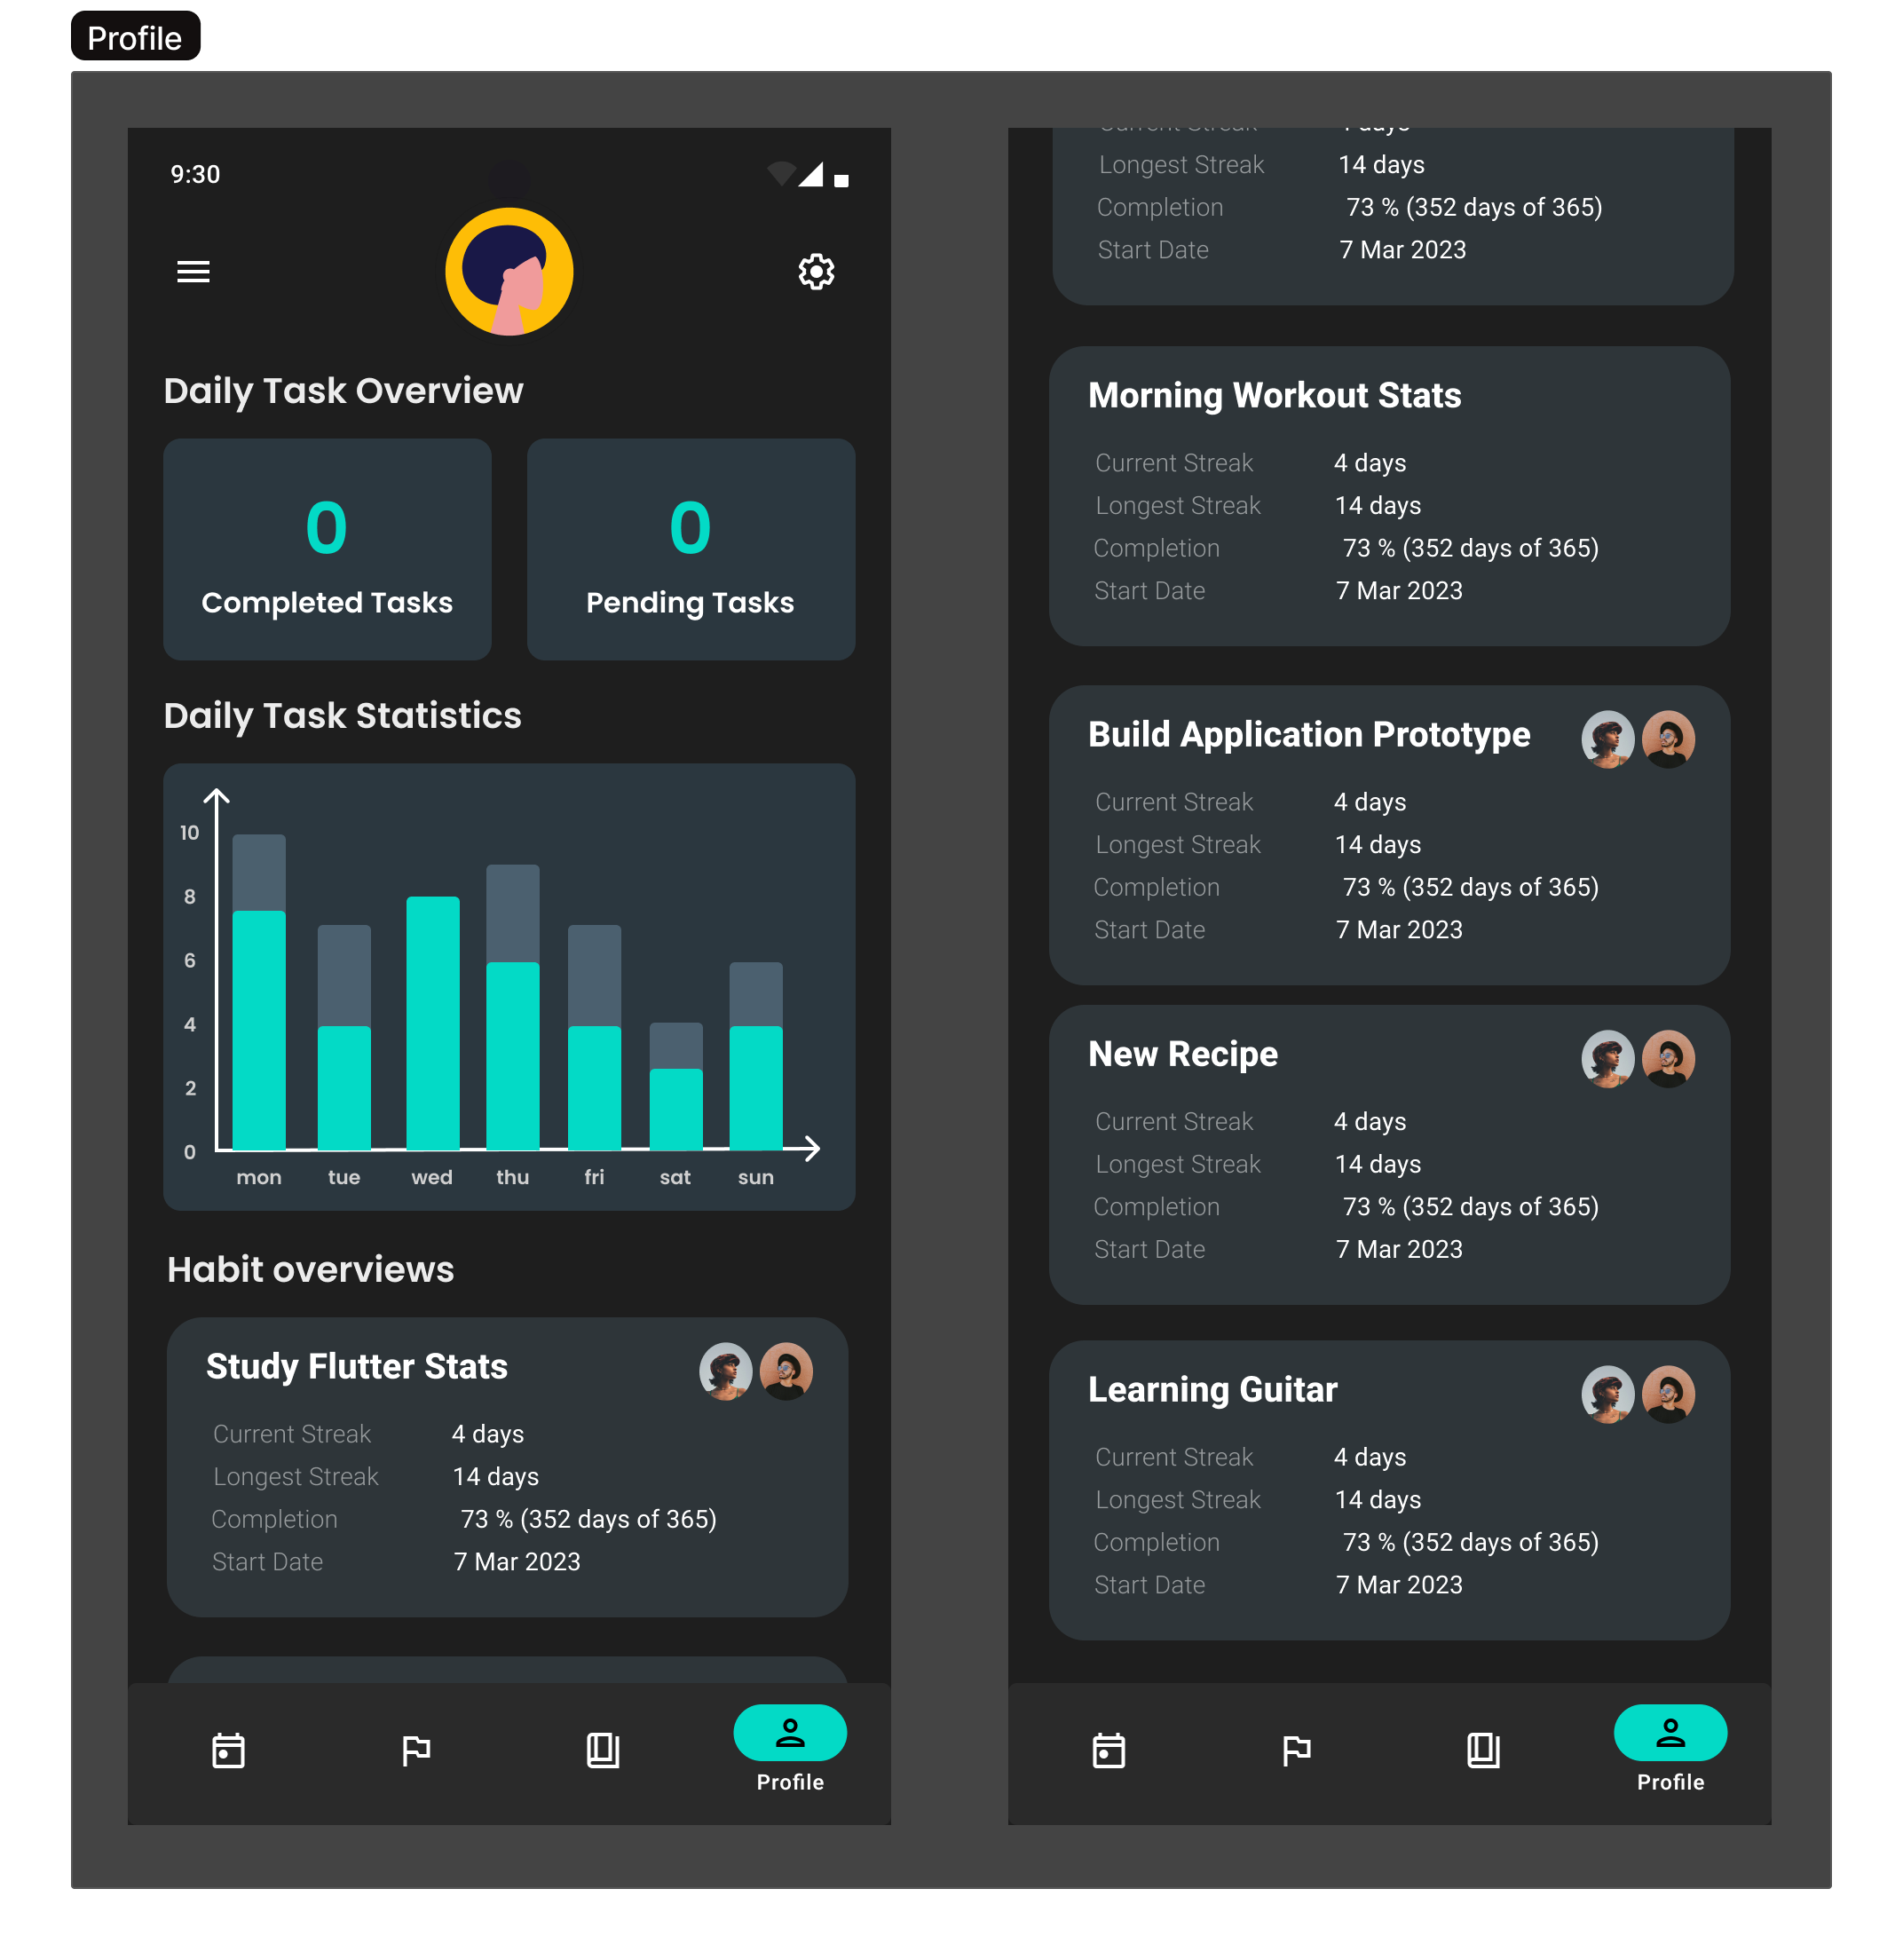 Profile
9:30
Daily Task Overview
0
Completed Tasks
0
Pending Tasks
Daily Task Statistics
10
8
6
4
2
0
mon tue wed thu fri sat sun
Habit overviews
Study Flutter Stats
Current Streak 4 days
Longest Streak 14 days
Completion 73 % (352 days of 365)
Start Date 7 Mar 2023
Profile
Longest Streak 14 days
Completion 73 % (352 days of 365)
Start Date 7 Mar 2023
Morning Workout Stats
Current Streak 4 days
Longest Streak 14 days
Completion 73 % (352 days of 365)
Start Date 7 Mar 2023
Build Application Prototype
Current Streak 4 days
Longest Streak 14 days
Completion 73 % (352 days of 365)
Start Date 7 Mar 2023
New Recipe
Current Streak 4 days
Longest Streak 14 days
Completion 73 % (352 days of 365)
Start Date 7 Mar 2023
Learning Guitar
Current Streak 4 days
Longest Streak 14 days
Completion 73 % (352 days of 365)
Start Date 7 Mar 2023
Profile